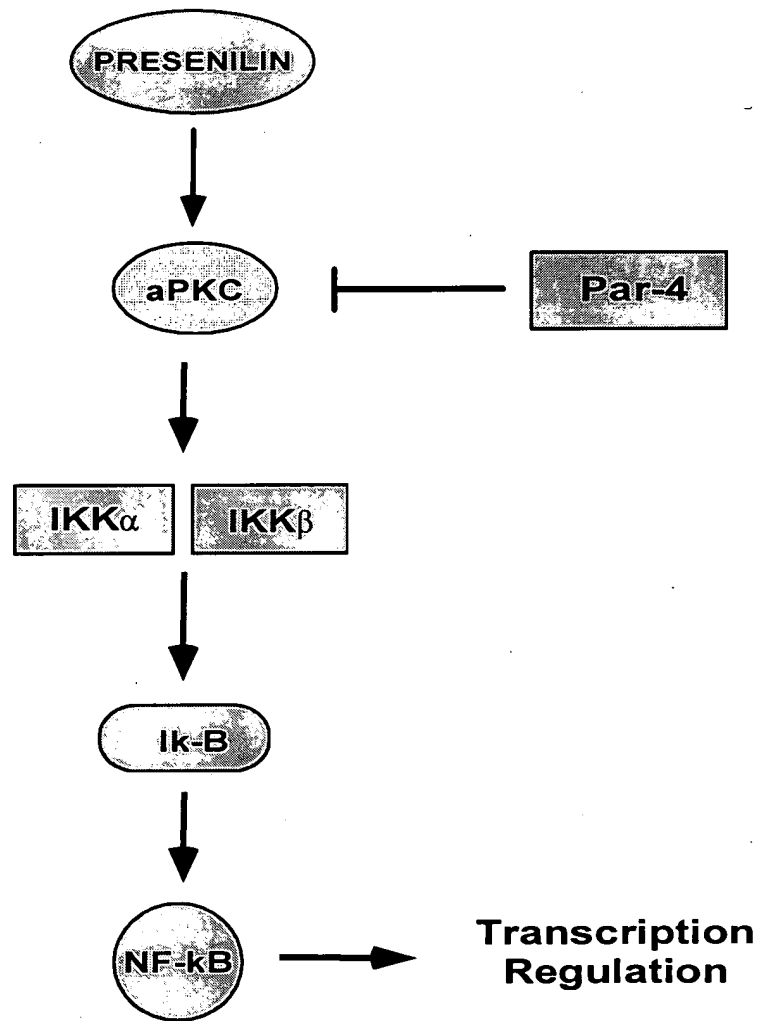 PRESENILIN
aPKC
Par-4
IKKα
IKKβ
Ik-B
NF-kB
Transcription
Regulation